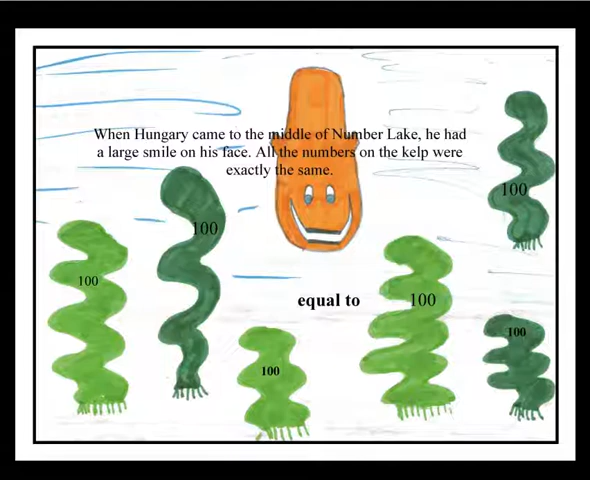 When Hungary came to the middle of Number Lake, he had
a large smile on his face. All the numbers on the kelp were
exactly the same.
100
100
100
equal to
100
100
100